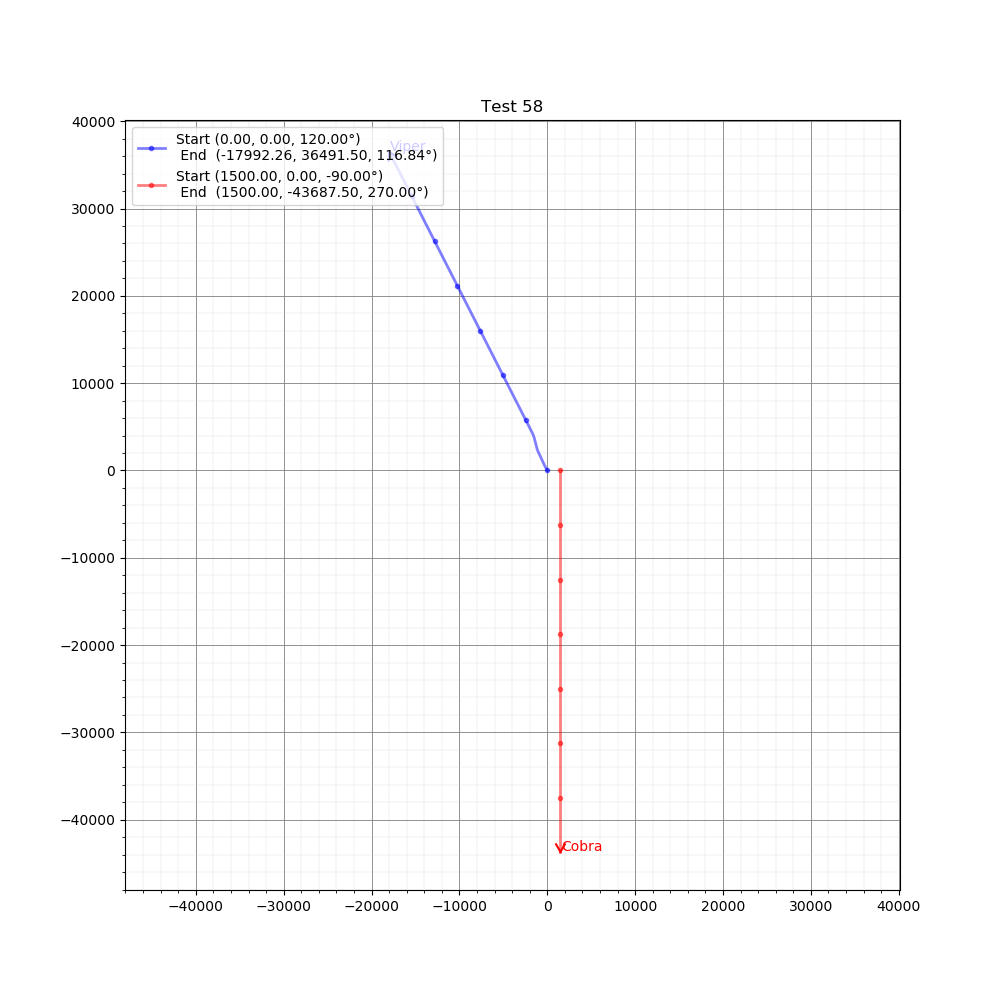 Test 58
40000
30000
20000
10000
0
−10000
−20000
−30000
−40000
Start (0.00, 0.00, 120.00°)
End (-17992.26, 36491.50, 116.84°)
Start (1500.00, 0.00, -90.00°)
End (1500.00, -43687.50, 270.00°)
Viper
Cobra
−40000 −30000 −20000 −10000 0 10000 20000 30000 40000